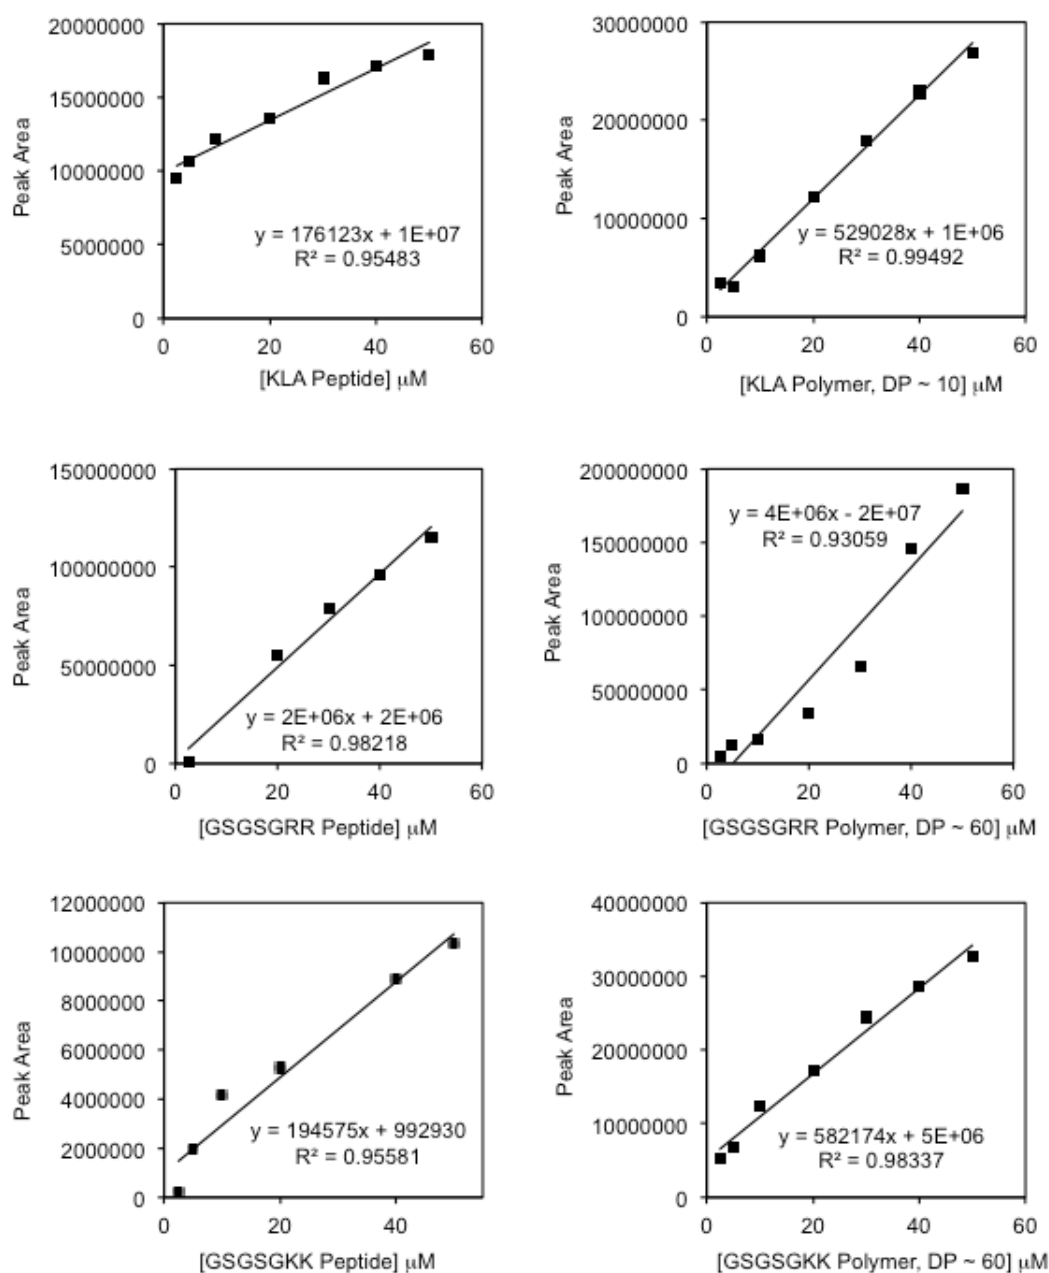 20000000
15000000
10000000
5000000
0
Peak Area
y = 176123x + 1E+07
R² = 0.95483
0 20 40 60
[KLA Peptide] μM
30000000
20000000
10000000
0
Peak Area
y = 529028x + 1E+06
R² = 0.99492
0 20 40 60
[KLA Polymer, DP ~ 10] μM
150000000
100000000
50000000
0
Peak Area
y = 2E+06x + 2E+06
R² = 0.98218
0 20 40 60
[GSGSGRR Peptide] μM
200000000
150000000
100000000
50000000
0
Peak Area
y = 4E+06x - 2E+07
R² = 0.93059
0 20 40 60
[GSGSGRR Polymer, DP ~ 60] μM
12000000
10000000
8000000
6000000
4000000
2000000
0
Peak Area
y = 194575x + 992930
R² = 0.95581
0 20 40
[GSGSGKK Peptide] μM
40000000
30000000
20000000
10000000
0
Peak Area
y = 582174x + 5E+06
R² = 0.98337
0 20 40 60
[GSGSGKK Polymer, DP ~ 60] μM